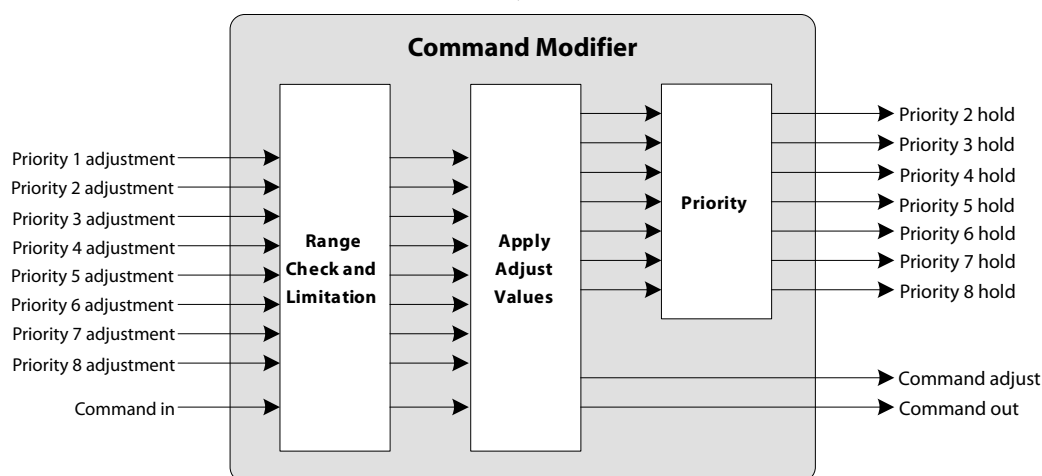 Command Modifier
Priority 1 adjustment
Priority 2 adjustment
Priority 3 adjustment
Priority 4 adjustment
Priority 5 adjustment
Priority 6 adjustment
Priority 7 adjustment
Priority 8 adjustment
Command in
Range
Check and
Limitation
Apply
Adjust
Values
Priority
Priority 2 hold
Priority 3 hold
Priority 4 hold
Priority 5 hold
Priority 6 hold
Priority 7 hold
Priority 8 hold
Command adjust
Command out